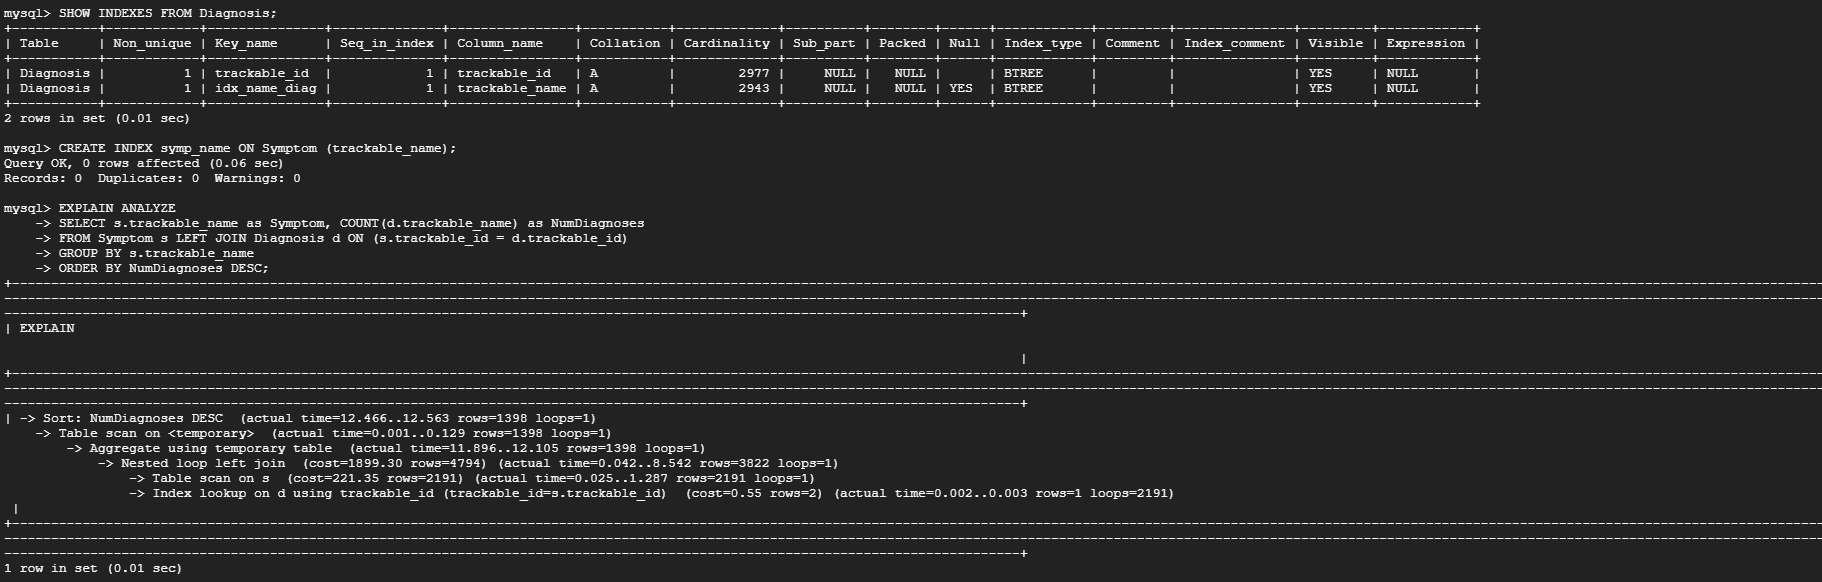 mysql> SHOW INDEXES FROM Diagnosis;
+-----------+------------+---------------+--------------+----------------+-----------+-------------+----------+--------+------+------------+---------+---------------+---------+------------+
| Table     | Non_unique | Key_name      | Seq_in_index | Column_name    | Collation | Cardinality | Sub_part | Packed | Null | Index_type | Comment | Index_comment | Visible | Expression |
+-----------+------------+---------------+--------------+----------------+-----------+-------------+----------+--------+------+------------+---------+---------------+---------+------------+
| Diagnosis |          1 | trackable_id  |            1 | trackable_id   | A         |        2977 |     NULL |   NULL |      | BTREE      |         |               | YES     | NULL       |
| Diagnosis |          1 | idx_name_diag |            1 | trackable_name | A         |        2943 |     NULL |   NULL | YES  | BTREE      |         |               | YES     | NULL       |
+-----------+------------+---------------+--------------+----------------+-----------+-------------+----------+--------+------+------------+---------+---------------+---------+------------+
2 rows in set (0.01 sec)
mysql> CREATE INDEX symp_name ON Symptom (trackable_name);
Query OK, 0 rows affected (0.06 sec)
Records: 0  Duplicates: 0  Warnings: 0
mysql> EXPLAIN ANALYZE
    -> SELECT s.trackable_name as Symptom, COUNT(d.trackable_name) as NumDiagnoses
    -> FROM Symptom s LEFT JOIN Diagnosis d ON (s.trackable_id = d.trackable_id)
    -> GROUP BY s.trackable_name
    -> ORDER BY NumDiagnoses DESC;
| EXPLAIN
|
| -> Sort: NumDiagnoses DESC  (actual time=12.466..12.563 rows=1398 loops=1)
    -> Table scan on <temporary>  (actual time=0.001..0.129 rows=1398 loops=1)
        -> Aggregate using temporary table  (actual time=11.896..12.105 rows=1398 loops=1)
            -> Nested loop left join  (cost=1899.30 rows=4794) (actual time=0.042..8.542 rows=3822 loops=1)
                -> Table scan on s  (cost=221.35 rows=2191) (actual time=0.025..1.287 rows=2191 loops=1)
                -> Index lookup on d using trackable_id (trackable_id=s.trackable_id)  (cost=0.55 rows=2) (actual time=0.002..0.003 rows=1 loops=2191)
|
1 row in set (0.01 sec)